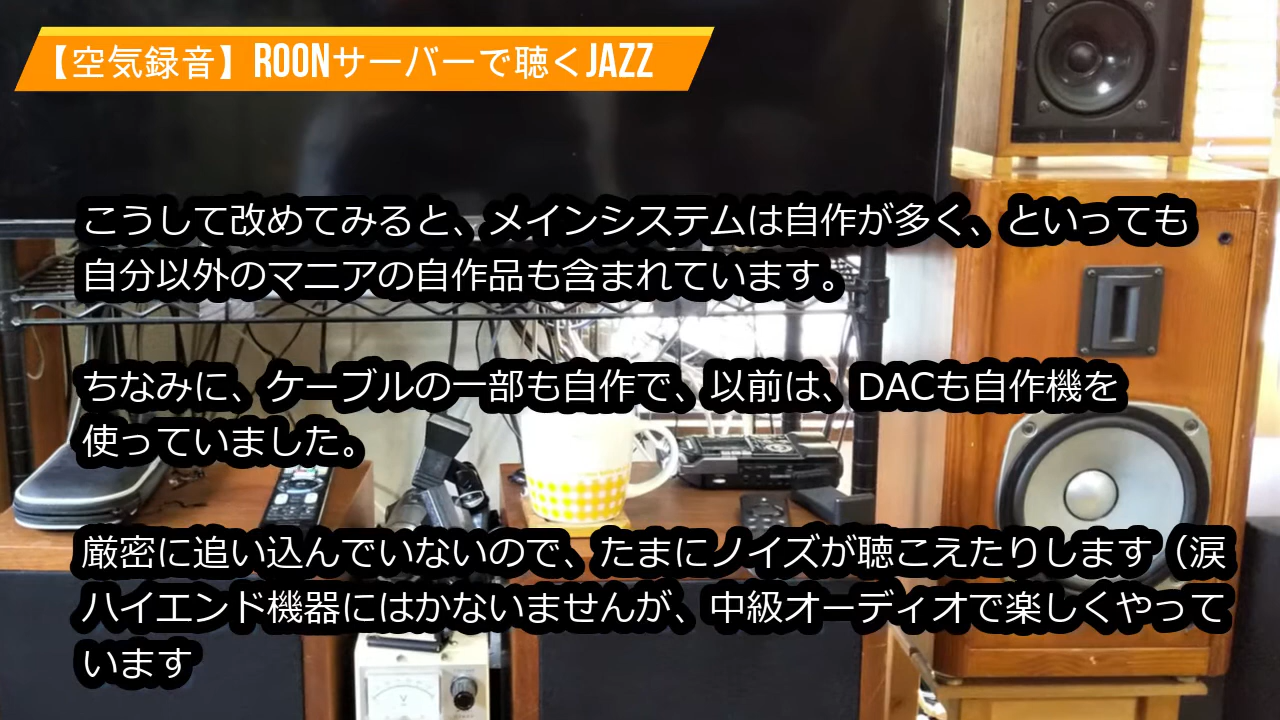 【空気録音】ROONサーバーで聴くJAZZ
こうして改めてみると、メインシステムは自作が多く、といっても
自分以外のマニアの自作品も含まれています。
ちなみに、ケーブルの一部も自作で、以前は、DACも自作機を
使っていました。
厳密に追い込んでいないので、たまにノイズが聴こえたりします（涙
ハイエンド機器にはかないませんが、中級オーディオで楽しくやって
います